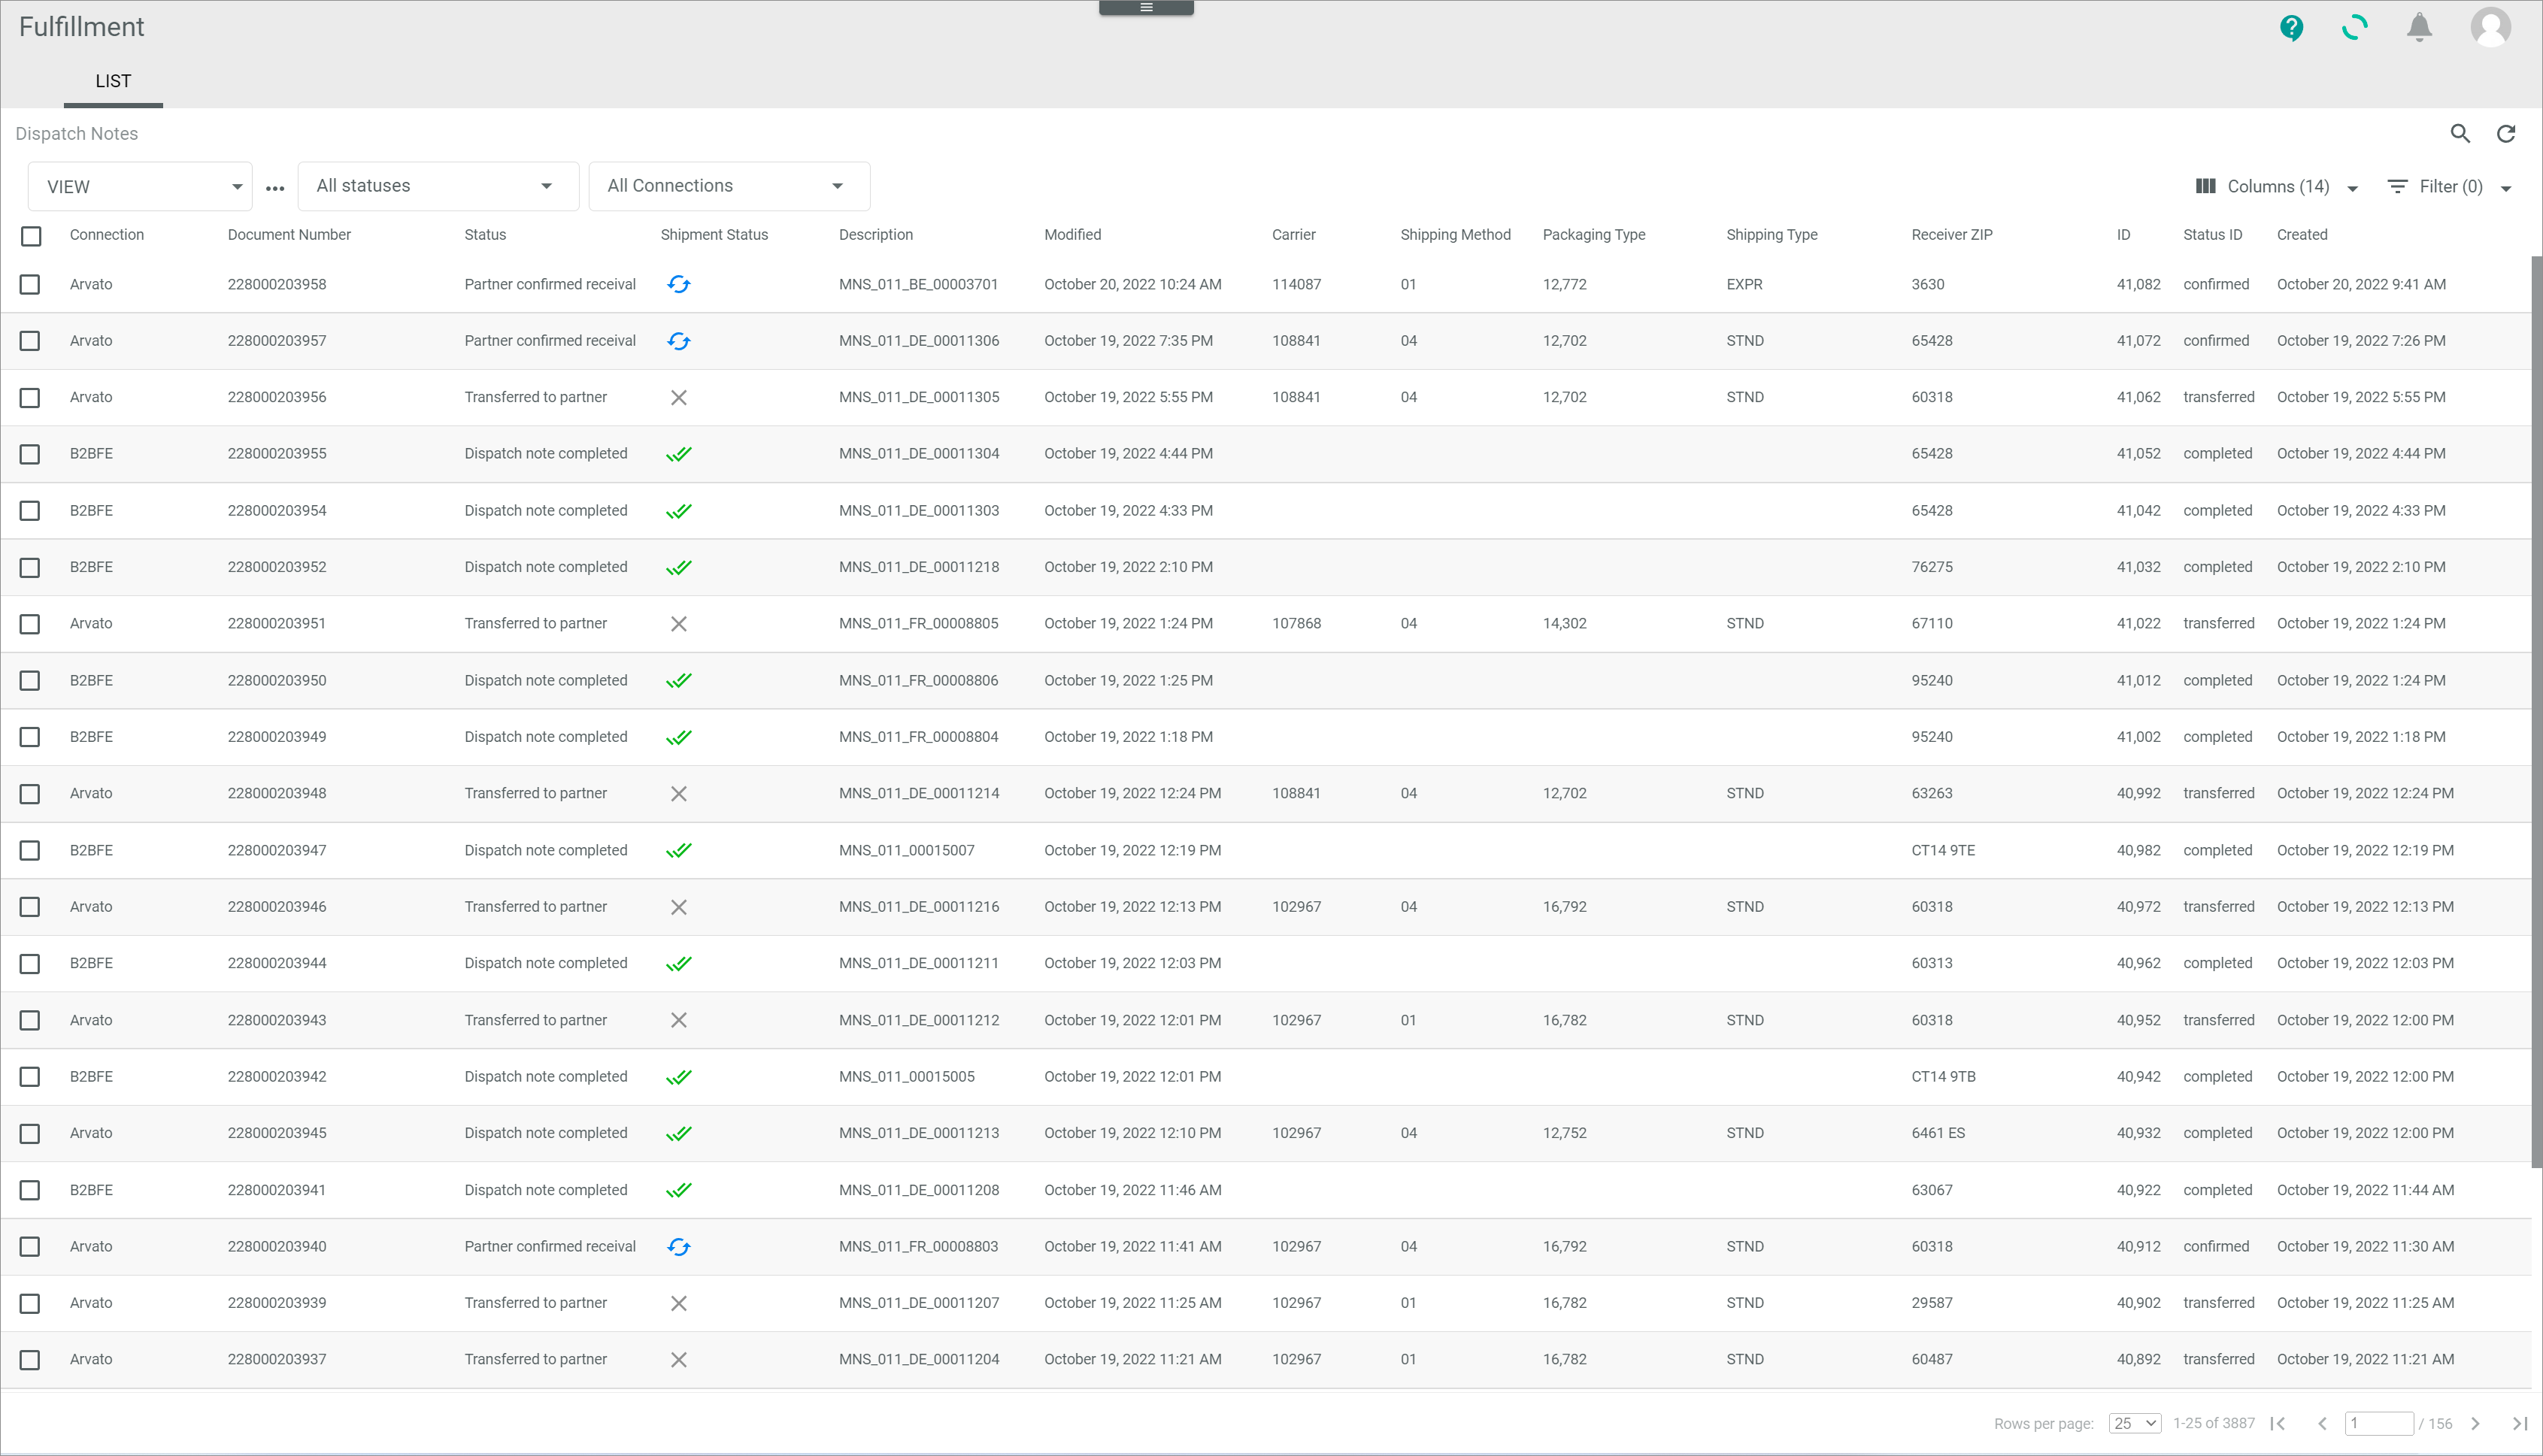 Fulfillment
LIST
Dispatch Notes
VIEW ... All statuses All Connections Columns (14) Filter (0)
Connection Document Number Status Shipment Status Description Modified Carrier Shipping Method Packaging Type Shipping Type Receiver ZIP ID Status ID Created
Arvato 228000203958 Partner confirmed receival MNS_011_BE_00003701 October 20, 2022 10:24 AM 114087 01 12,772 EXPR 3630 41,082 confirmed October 20, 2022 9:41 AM
Arvato 228000203957 Partner confirmed receival MNS_011_DE_00011306 October 19, 2022 7:35 PM 108841 04 12,702 STND 65428 41,072 confirmed October 19, 2022 7:26 PM
Arvato 228000203956 Transferred to partner MNS_011_DE_00011305 October 19, 2022 5:55 PM 108841 04 12,702 STND 60318 41,062 transferred October 19, 2022 5:55 PM
B2BFE 228000203955 Dispatch note completed MNS_011_DE_00011304 October 19, 2022 4:44 PM 65428 41,052 completed October 19, 2022 4:44 PM
B2BFE 228000203954 Dispatch note completed MNS_011_DE_00011303 October 19, 2022 4:33 PM 65428 41,042 completed October 19, 2022 4:33 PM
B2BFE 228000203952 Dispatch note completed MNS_011_DE_00011218 October 19, 2022 2:10 PM 76275 41,032 completed October 19, 2022 2:10 PM
Arvato 228000203951 Transferred to partner MNS_011_FR_00008805 October 19, 2022 1:24 PM 107868 04 14,302 STND 67110 41,022 transferred October 19, 2022 1:24 PM
B2BFE 228000203950 Dispatch note completed MNS_011_FR_00008806 October 19, 2022 1:25 PM 95240 41,012 completed October 19, 2022 1:24 PM
B2BFE 228000203949 Dispatch note completed MNS_011_FR_00008804 October 19, 2022 1:18 PM 95240 41,002 completed October 19, 2022 1:18 PM
Arvato 228000203948 Transferred to partner MNS_011_DE_00011214 October 19, 2022 12:24 PM 108841 04 12,702 STND 63263 40,992 transferred October 19, 2022 12:24 PM
B2BFE 228000203947 Dispatch note completed MNS_011_00015007 October 19, 2022 12:19 PM CT14 9TE 40,982 completed October 19, 2022 12:19 PM
Arvato 228000203946 Transferred to partner MNS_011_DE_00011216 October 19, 2022 12:13 PM 102967 04 16,792 STND 60318 40,972 transferred October 19, 2022 12:13 PM
B2BFE 228000203944 Dispatch note completed MNS_011_DE_00011211 October 19, 2022 12:03 PM 60313 40,962 completed October 19, 2022 12:03 PM
Arvato 228000203943 Transferred to partner MNS_011_DE_00011212 October 19, 2022 12:01 PM 102967 01 16,782 STND 60318 40,952 transferred October 19, 2022 12:00 PM
B2BFE 228000203942 Dispatch note completed MNS_011_00015005 October 19, 2022 12:01 PM CT14 9TB 40,942 completed October 19, 2022 12:00 PM
Arvato 228000203945 Dispatch note completed MNS_011_DE_00011213 October 19, 2022 12:10 PM 102967 04 12,752 STND 6461 ES 40,932 completed October 19, 2022 12:00 PM
B2BFE 228000203941 Dispatch note completed MNS_011_DE_00011208 October 19, 2022 11:46 AM 63067 40,922 completed October 19, 2022 11:44 AM
Arvato 228000203940 Partner confirmed receival MNS_011_FR_00008803 October 19, 2022 11:41 AM 102967 04 16,792 STND 60318 40,912 confirmed October 19, 2022 11:30 AM
Arvato 228000203939 Transferred to partner MNS_011_DE_00011207 October 19, 2022 11:25 AM 102967 01 16,782 STND 29587 40,902 transferred October 19, 2022 11:25 AM
Arvato 228000203937 Transferred to partner MNS_011_DE_00011204 October 19, 2022 11:21 AM 102967 01 16,782 STND 60487 40,892 transferred October 19, 2022 11:21 AM
Rows per page: 25 1-25 of 3887 1 / 156